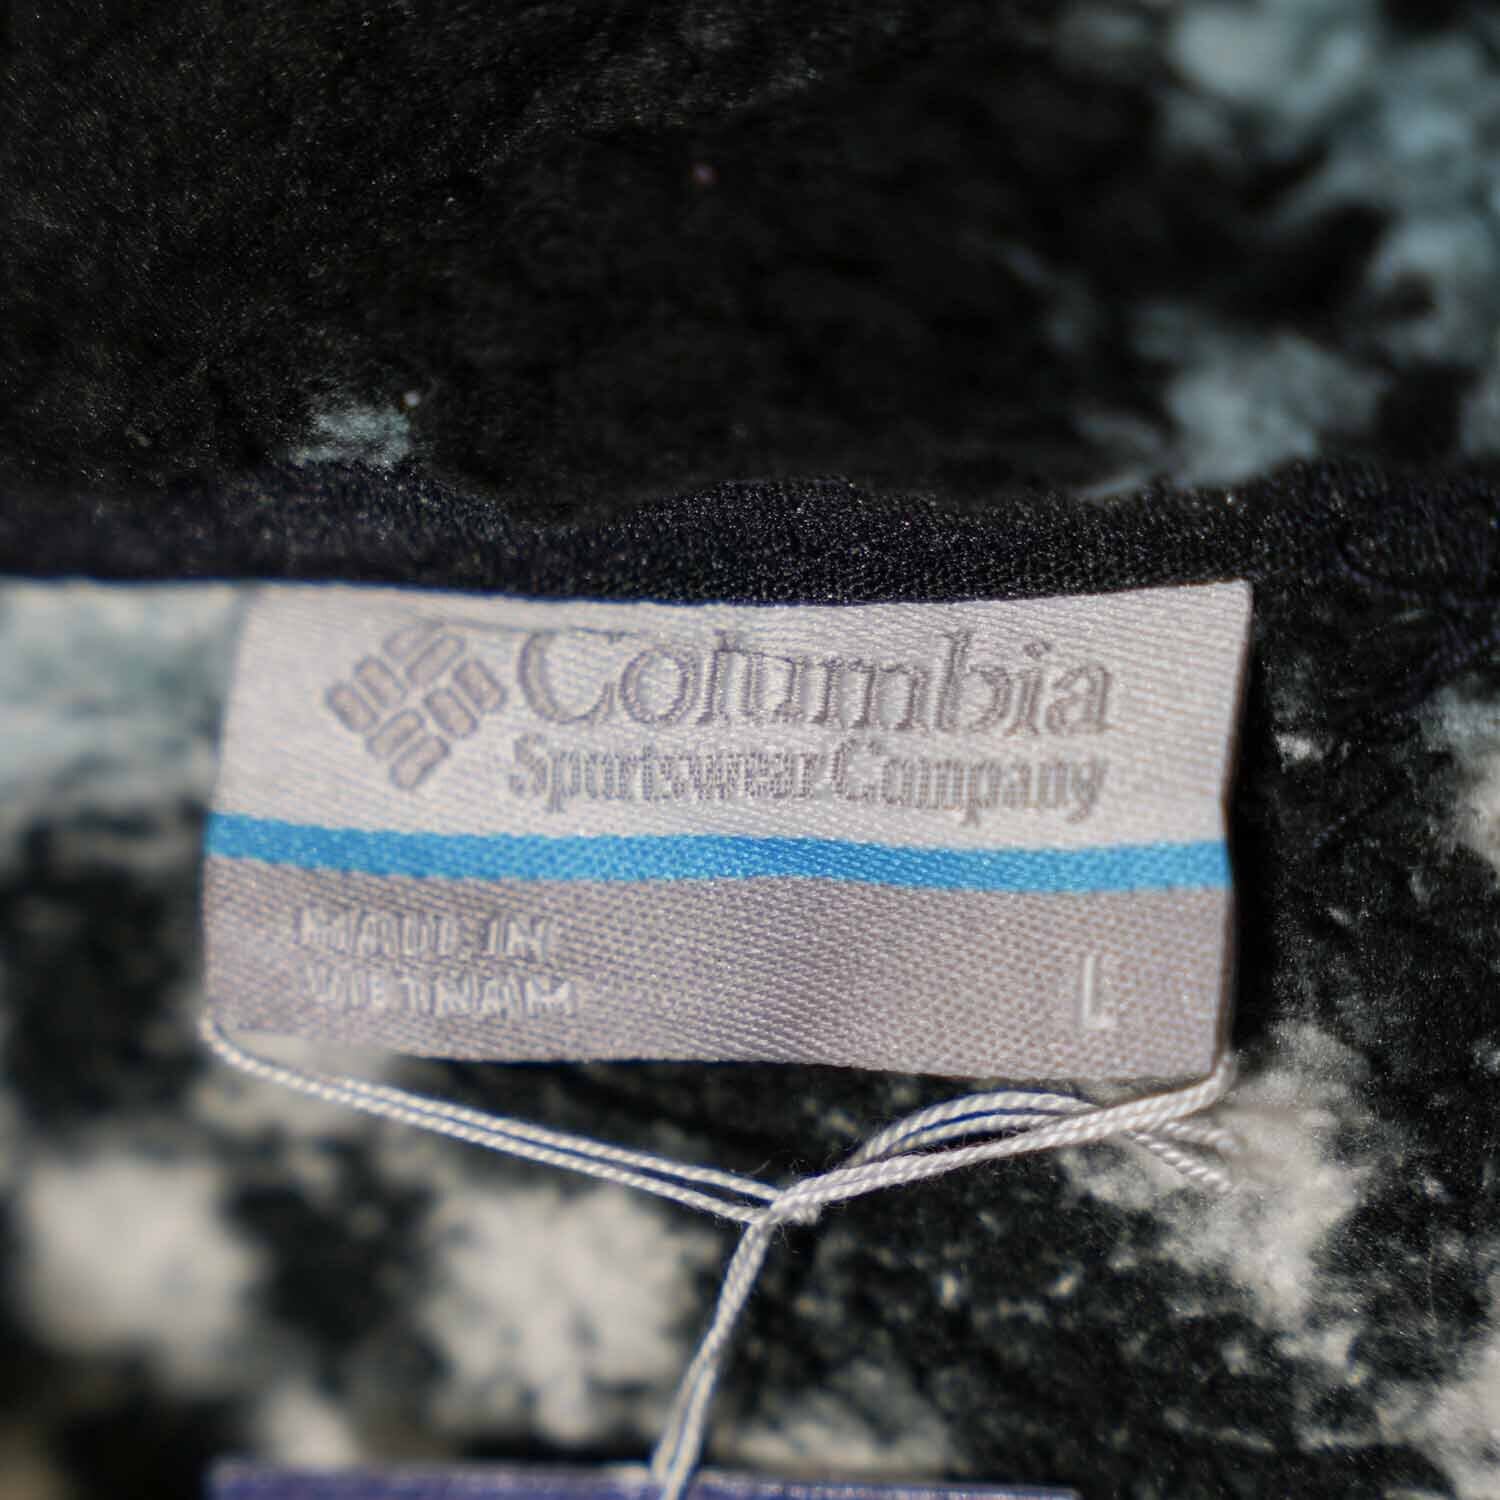 Columbia
Sportswear Company
MADE IN
VIETNAM
L